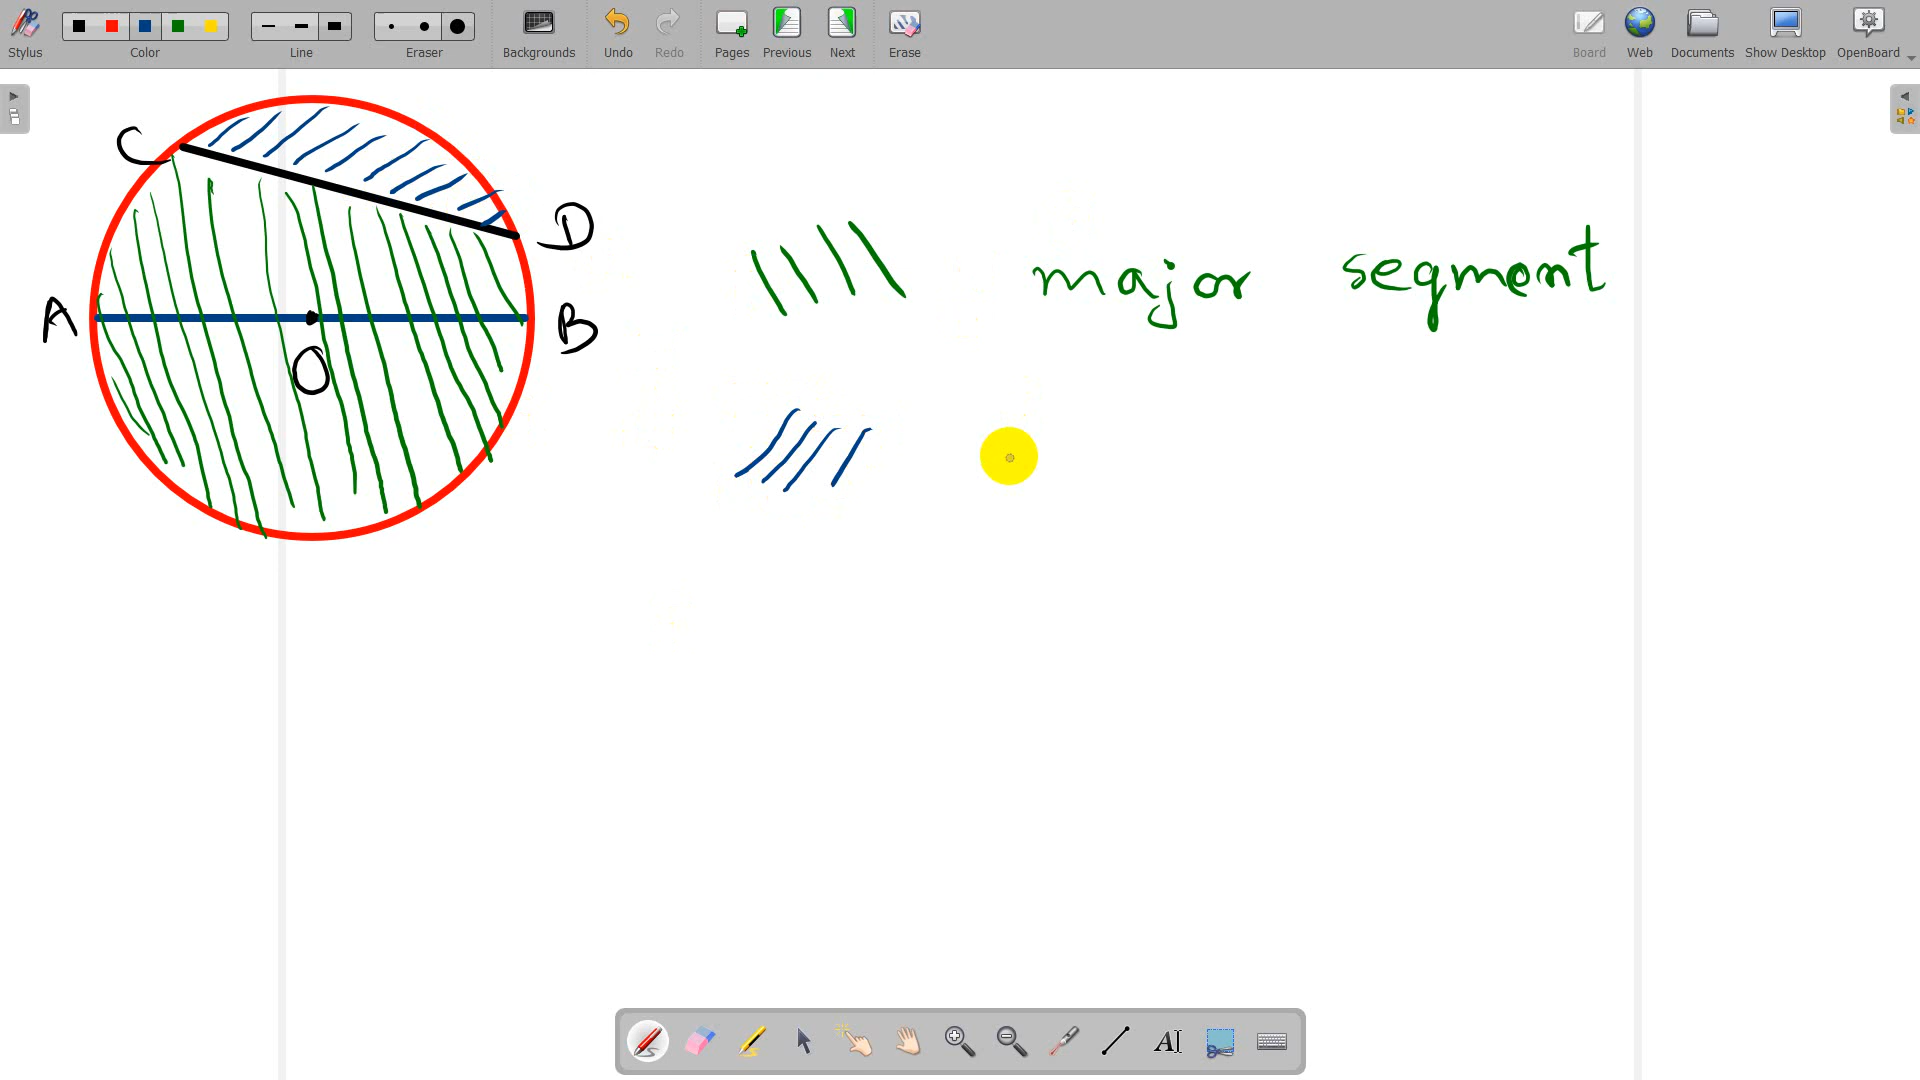 Stylus
Color
Line
Eraser
Backgrounds
Undo
Redo
Pages
Previous
Next
Erase
Board
Web
Documents
Show Desktop
OpenBoard
C
D
A
B
O
major segment